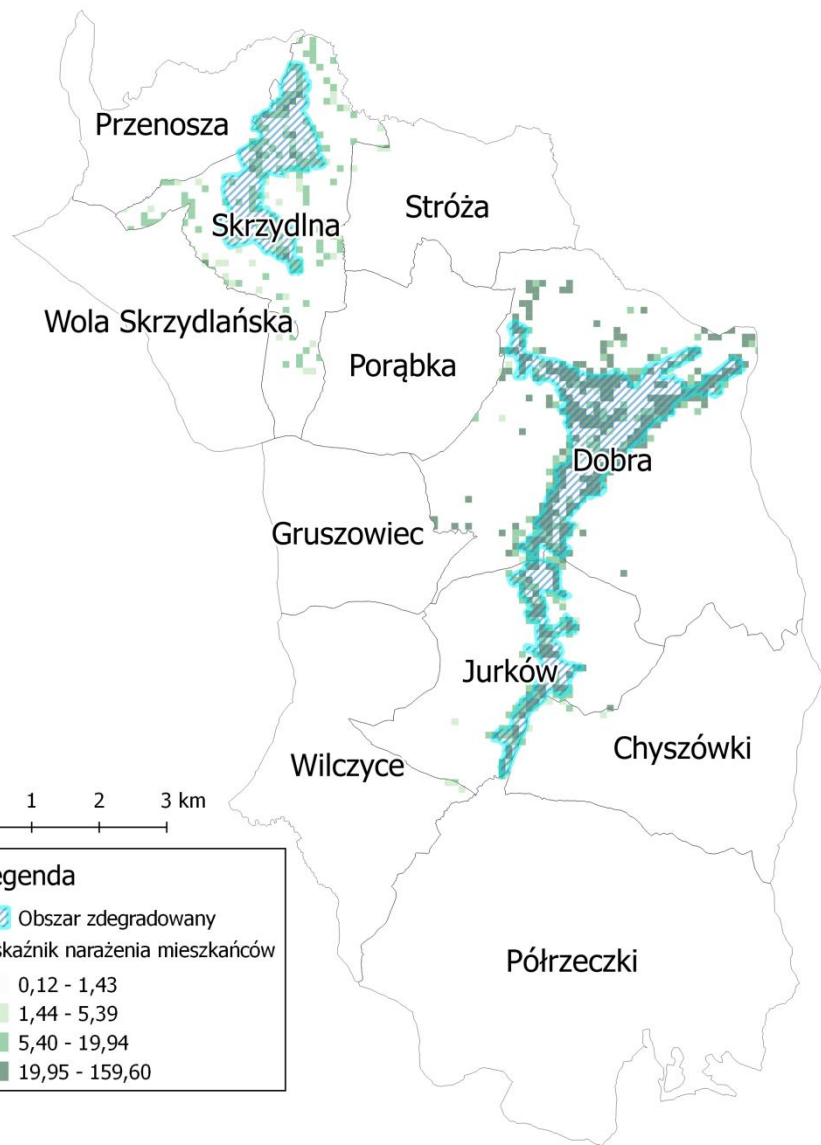 Przenosza
Stróża
Skrzydlna
Wola Skrzydlańska
Porąbka
Dobra
Gruszowiec
Jurków
Chyszówki
Wilczyce
1 2 3 km
egenda
Obszar zdegradowany
skaźnik narażenia mieszkańców
0,12 - 1,43
1,44 - 5,39
5,40 - 19,94
19,95 - 159,60
Półrzeczki